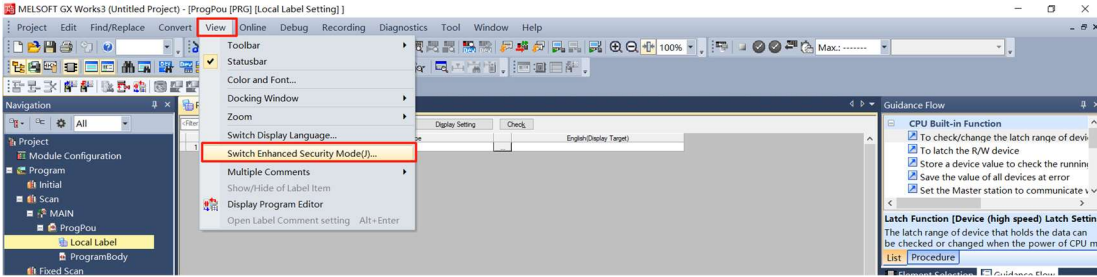 MELSOFT GX Works3 (Untitled Project) - [ProgPou [PRG] [Local Label Setting] ]
Project Edit Find/Replace Convert View Online Debug Recording Diagnostics Tool Window Help
100% Max.: -------
Toolbar
Statusbar
Color and Font...
Docking Window
Zoom
Switch Display Language...
Switch Enhanced Security Mode(J)...
Multiple Comments
Show/Hide of Label Item
Display Program Editor
Open Label Comment setting Alt+Enter
Navigation
All
Project
Module Configuration
Program
Initial
Scan
MAIN
ProgPou
Local Label
ProgramBody
Fixed Scan
<Filter
Display Setting Check
English(Display Target)
1
...
Guidance Flow
CPU Built-in Function
To check/change the latch range of devi
To latch the R/W device
Store a device value to check the running
Save the value of all devices at error
Set the Master station to communicate
Latch Function [Device (high speed) Latch Settin
The latch range of device that holds the data can
be checked or changed when the power of CPU m
List Procedure
Element Selection Guidance Flow